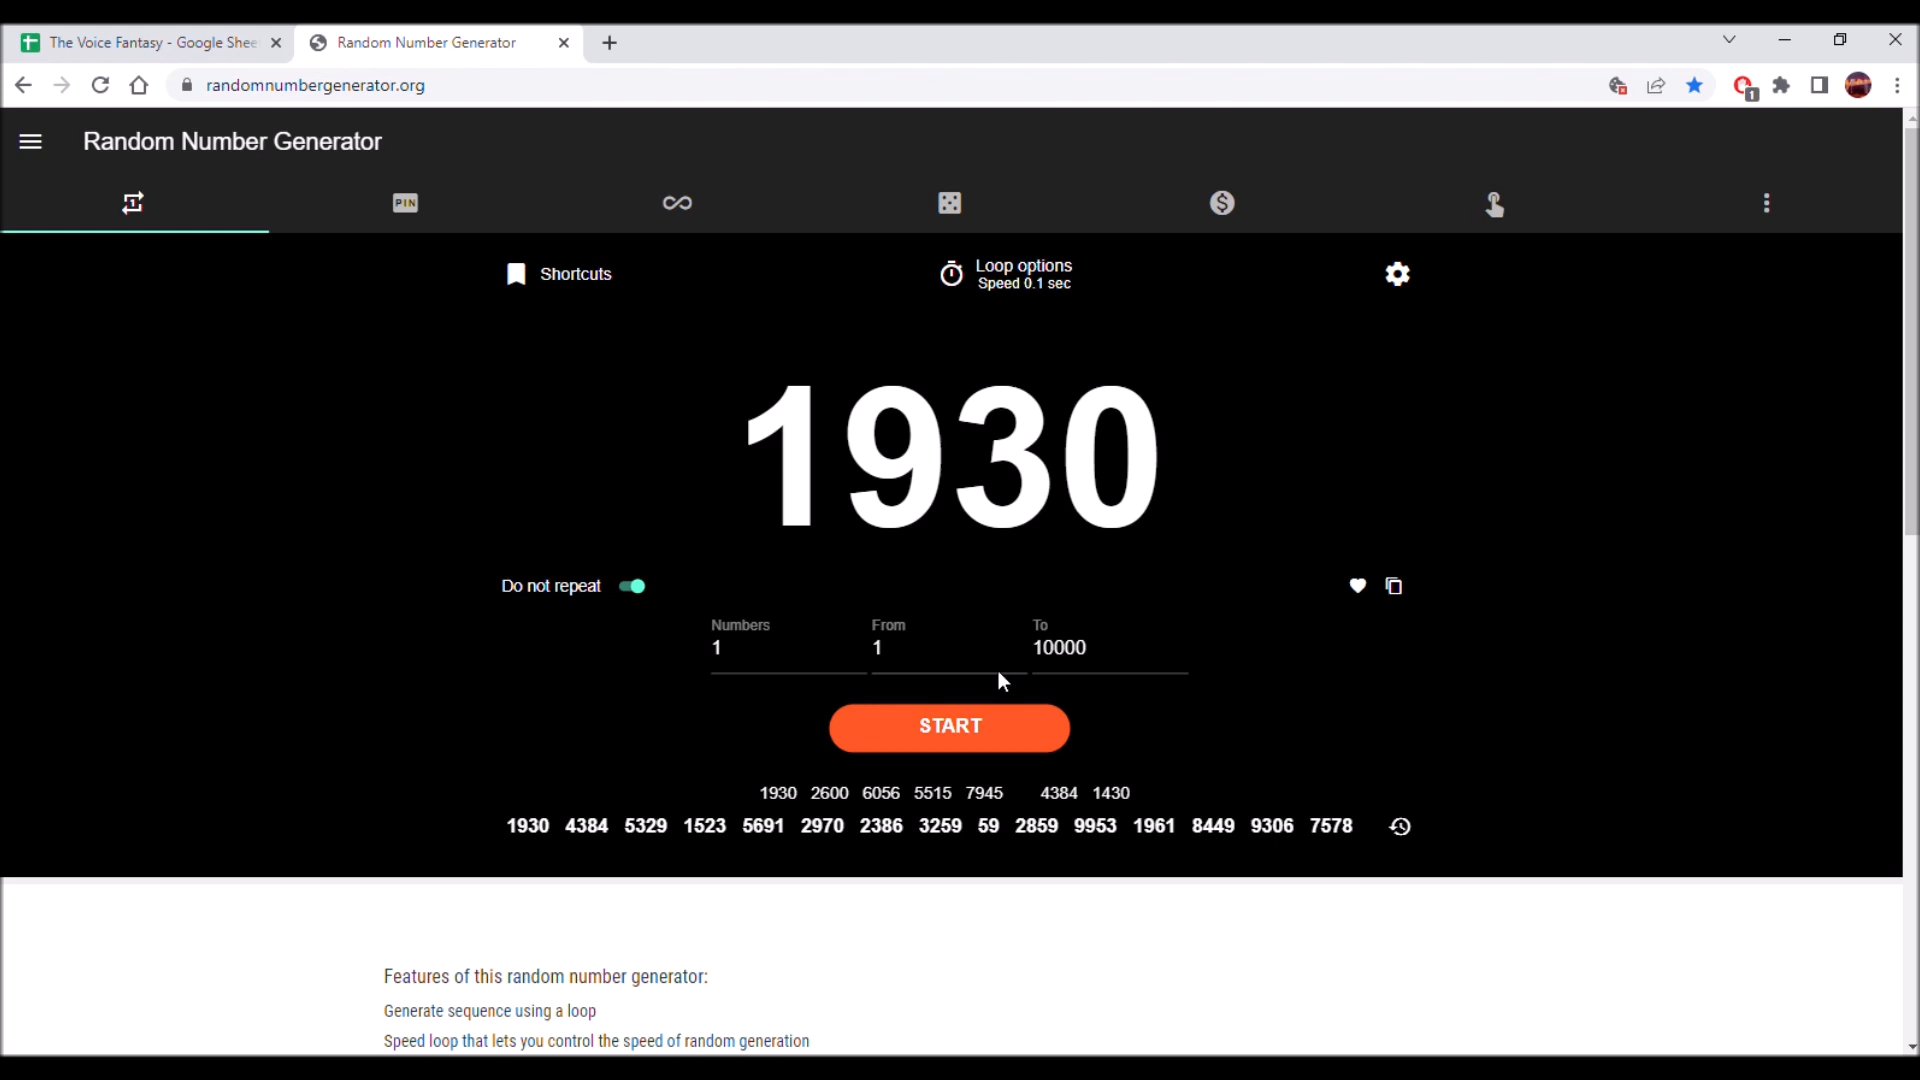 The Voice Fantasy - Google Shee
Random Number Generator
randomnumbergenerator.org
1
Random Number Generator
1
PIN
$
Shortcuts
Loop options
Speed 0.1 sec
1930
Do not repeat
Numbers From To
1 1 10000
START
1930 2600 6056 5515 7945 4384 1430
1930 4384 5329 1523 5691 2970 2386 3259 59 2859 9953 1961 8449 9306 7578
Features of this random number generator:
Generate sequence using a loop
Speed loop that lets you control the speed of random generation